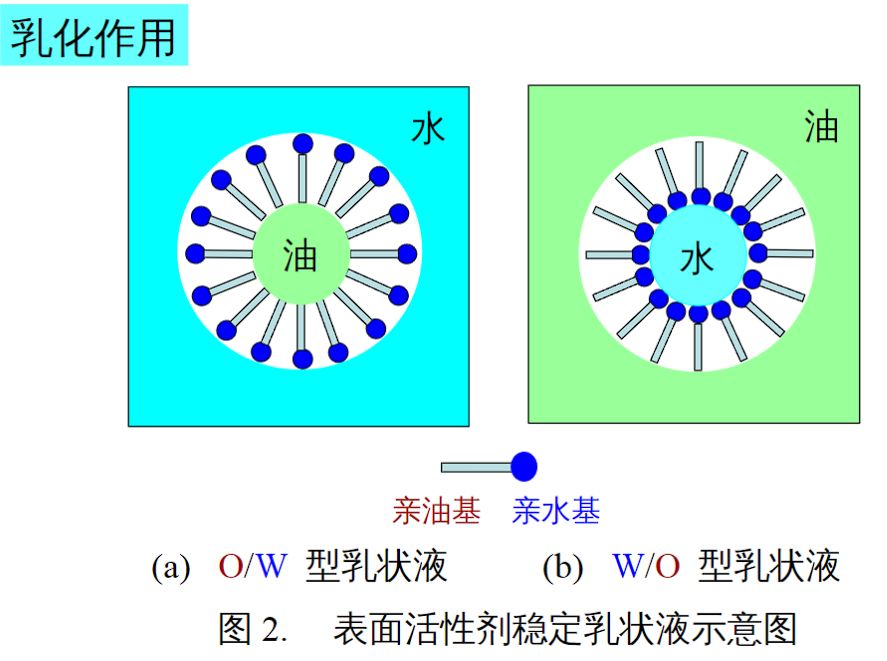 乳化作用
水
油
油
水
亲油基 亲水基
(a) O/W 型乳状液 (b) W/O 型乳状液
图 2. 表面活性剂稳定乳状液示意图